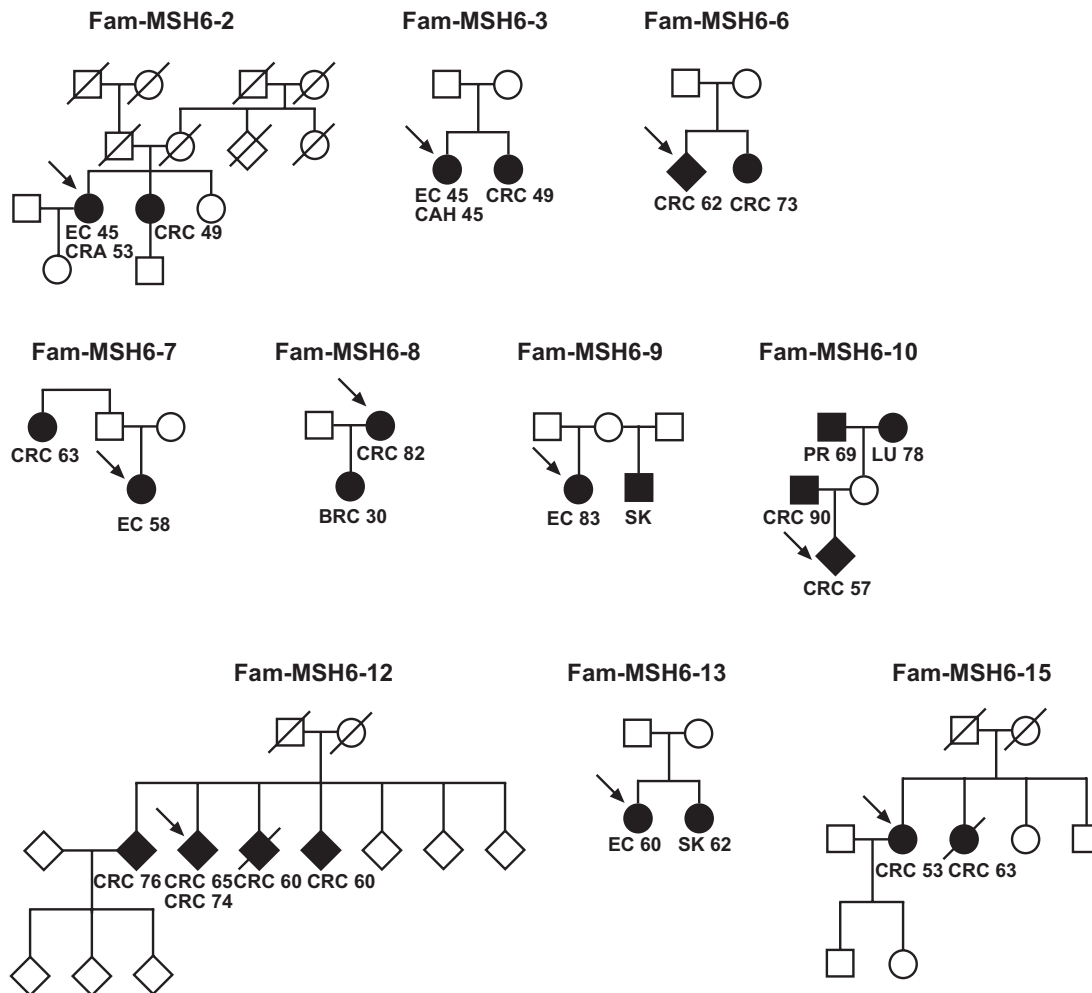 Fam-MSH6-2
Fam-MSH6-3
Fam-MSH6-6
EC 45
CRA 53
CRC 49
EC 45
CAH 45
CRC 49
CRC 62
CRC 73
Fam-MSH6-7
Fam-MSH6-8
Fam-MSH6-9
Fam-MSH6-10
CRC 63
EC 58
CRC 82
BRC 30
EC 83
SK
PR 69
LU 78
CRC 90
CRC 57
Fam-MSH6-12
Fam-MSH6-13
Fam-MSH6-15
CRC 76
CRC 65
CRC 74
CRC 60
CRC 60
EC 60
SK 62
CRC 53
CRC 63